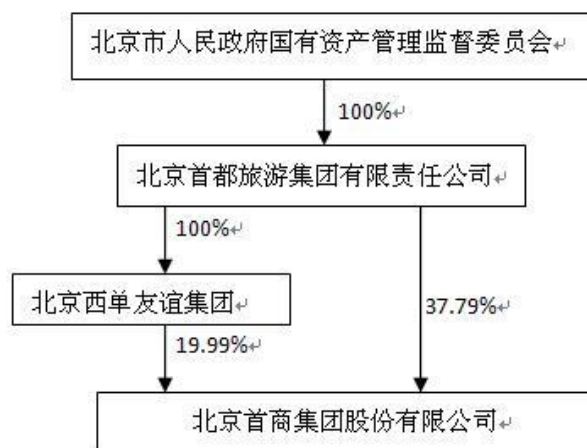 北京市人民政府国有资产管理监督委员会↵
100%↵
北京首都旅游集团有限责任公司↵
100%↵
北京西单友谊集团↵
37.79%↵
19.99%↵
北京首商集团股份有限公司↵